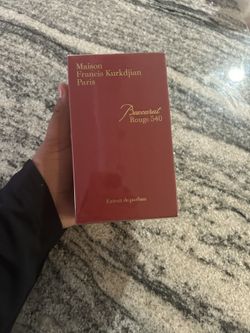 Maison
Francis Kurkdjian
Paris
Baccarat
Rouge 540
Extrait de parfum